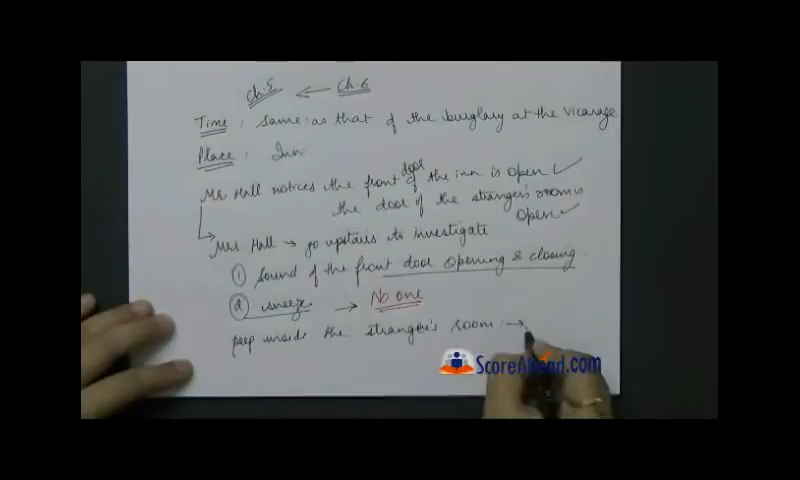 Ch.5 ← Ch.6
Time : Same as that of the burglary at the vicarage
Place : Inn
Mr Hall notices the front door of the inn is open ✓
the door of the stranger's room is
open ✓
Mrs Hall → go upstairs to investigate
① Sound of the front door opening & closing
② sneeze → No one
peep inside the stranger's room :→
ScoreAhead.com